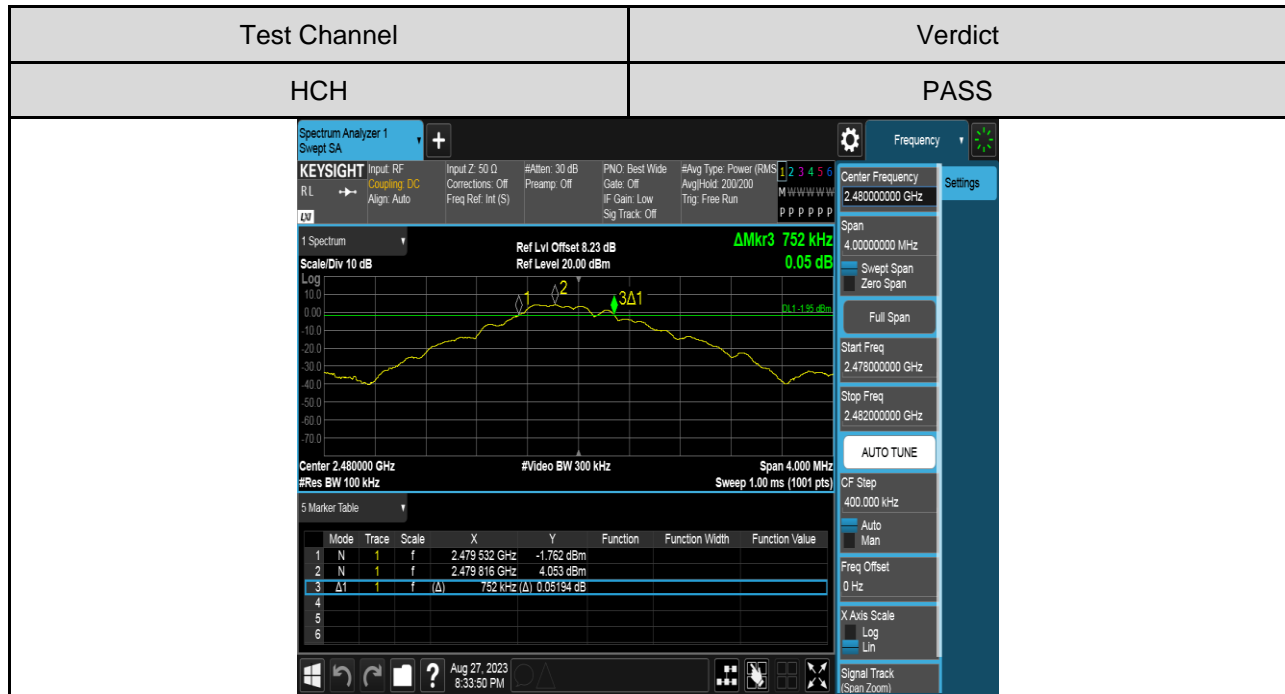 Test Channel
Verdict
HCH
PASS
Spectrum Analyzer 1
Swept SA
+
Frequency
KEYSIGHT
RL
LXI
Input: RF
Coupling: DC
Align: Auto
Input Z: 50 Ω
Corrections: Off
Freq Ref: Int (S)
#Atten: 30 dB
Preamp: Off
PNO: Best Wide
Gate: Off
IF Gain: Low
Sig Track: Off
#Avg Type: Power (RMS
Avg|Hold: 200/200
Trig: Free Run
1 2 3 4 5 6
M W W W W W
P P P P P P
Center Frequency
2.480000000 GHz
Settings
Span
4.00000000 MHz
Swept Span
Zero Span
Full Span
Start Freq
2.478000000 GHz
Stop Freq
2.482000000 GHz
AUTO TUNE
CF Step
400.000 kHz
Auto
Man
Freq Offset
0 Hz
X Axis Scale
Log
Lin
Signal Track
(Span Zoom)
1 Spectrum
Scale/Div 10 dB
Ref Lvl Offset 8.23 dB
Ref Level 20.00 dBm
ΔMkr3 752 kHz
0.05 dB
Log
10.0
0.00
-10.0
-20.0
-30.0
-40.0
-50.0
-60.0
-70.0
1
2
3Δ1
DL1 -1.95 dBm
Center 2.480000 GHz
#Video BW 300 kHz
Span 4.000 MHz
#Res BW 100 kHz
Sweep 1.00 ms (1001 pts)
5 Marker Table
Mode Trace Scale X Y Function Function Width Function Value
1 N 1 f 2.479 532 GHz -1.762 dBm
2 N 1 f 2.479 816 GHz 4.053 dBm
3 Δ1 1 f (Δ) 752 kHz (Δ) 0.05194 dB
4
5
6
?
Aug 27, 2023
8:33:50 PM